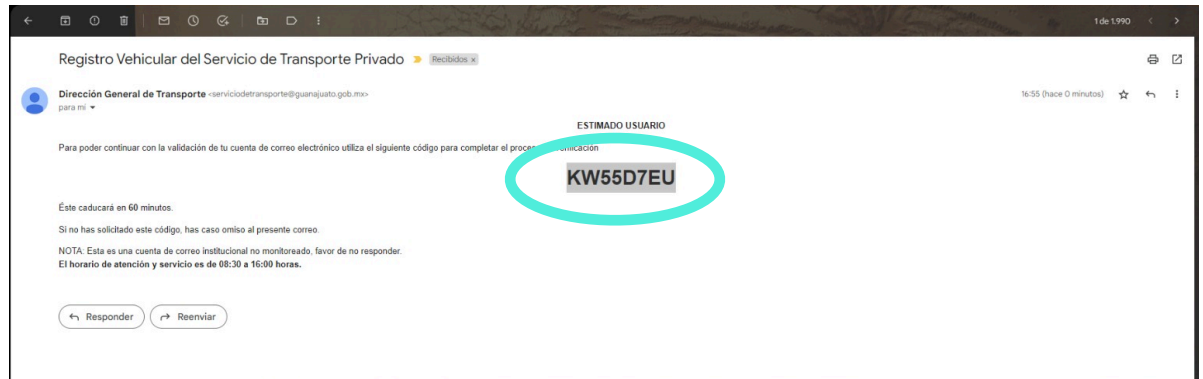 1 de 1.990
Registro Vehicular del Servicio de Transporte Privado Recibidos x
Dirección General de Transporte <serviciodetransporte@guanajuato.gob.mx>
16:55 (hace 0 minutos)
para mí
ESTIMADO USUARIO
Para poder continuar con la validación de tu cuenta de correo electrónico utiliza el siguiente código para completar el
KW55D7EU
Éste caducará en 60 minutos.
Si no has solicitado este código, has caso omiso al presente correo.
NOTA: Esta es una cuenta de correo institucional no monitoreado, favor de no responder.
El horario de atención y servicio es de 08:30 a 16:00 horas.
Responder
Reenviar